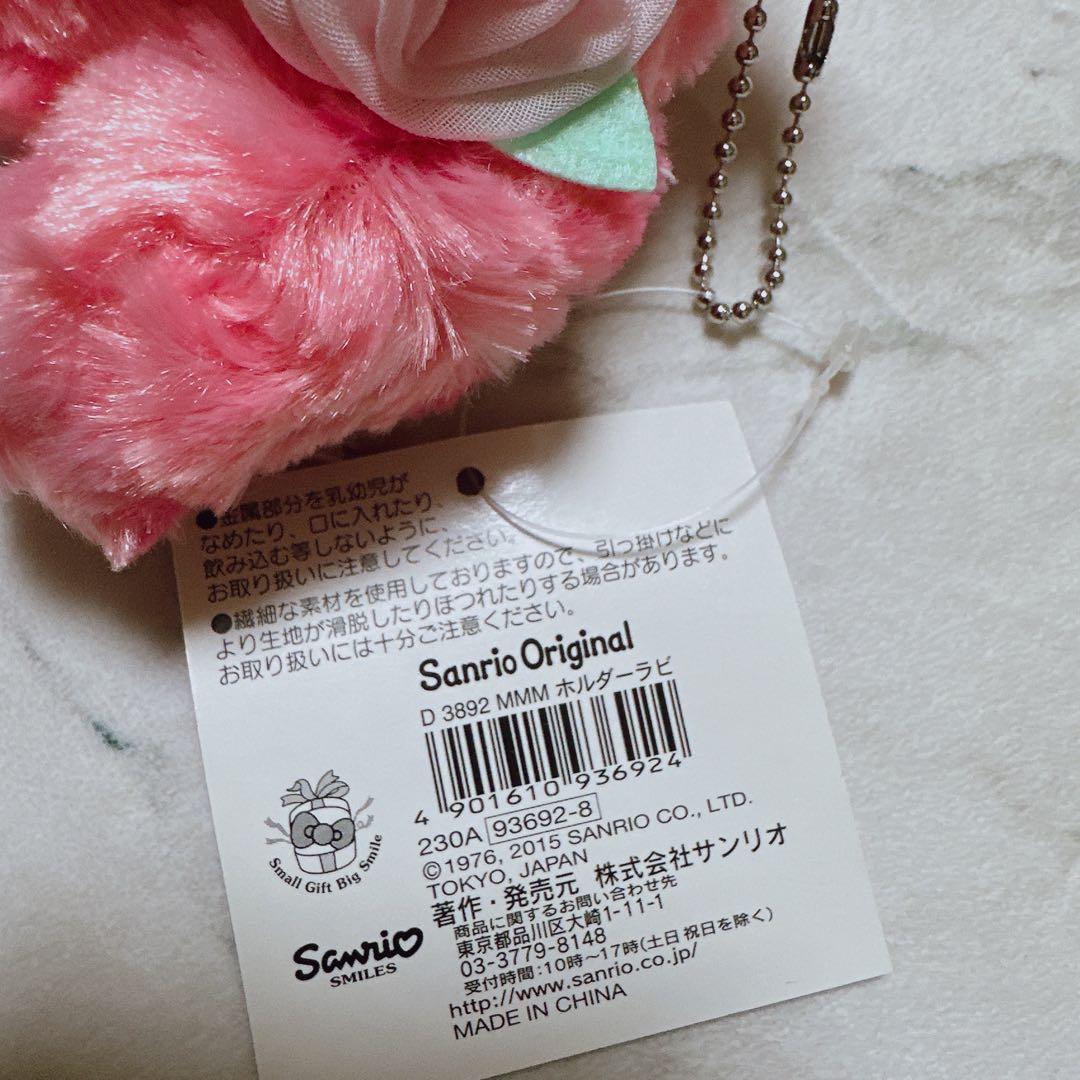 ●金属部分を乳幼児が
なめたり、口に入れたり、
飲み込む等しないように、
お取り扱いに注意してください。
●繊細な素材を使用しておりますので、引っ掛けなどに
より生地が滑脱したりほつれたりする場合があります。
お取り扱いには十分ご注意ください。
Sanrio Original
D 3892 MMM ホルダーラビ
4 901610 936924
230A 93692-8
©1976, 2015 SANRIO CO., LTD.
TOKYO, JAPAN
著作・発売元 株式会社サンリオ
商品に関するお問い合わせ先
東京都品川区大崎1-11-1
03-3779-8148
受付時間:10時~17時(土日 祝日を除く)
http://www.sanrio.co.jp/
MADE IN CHINA
Small Gift Big Smile
Sanrio
SMILES